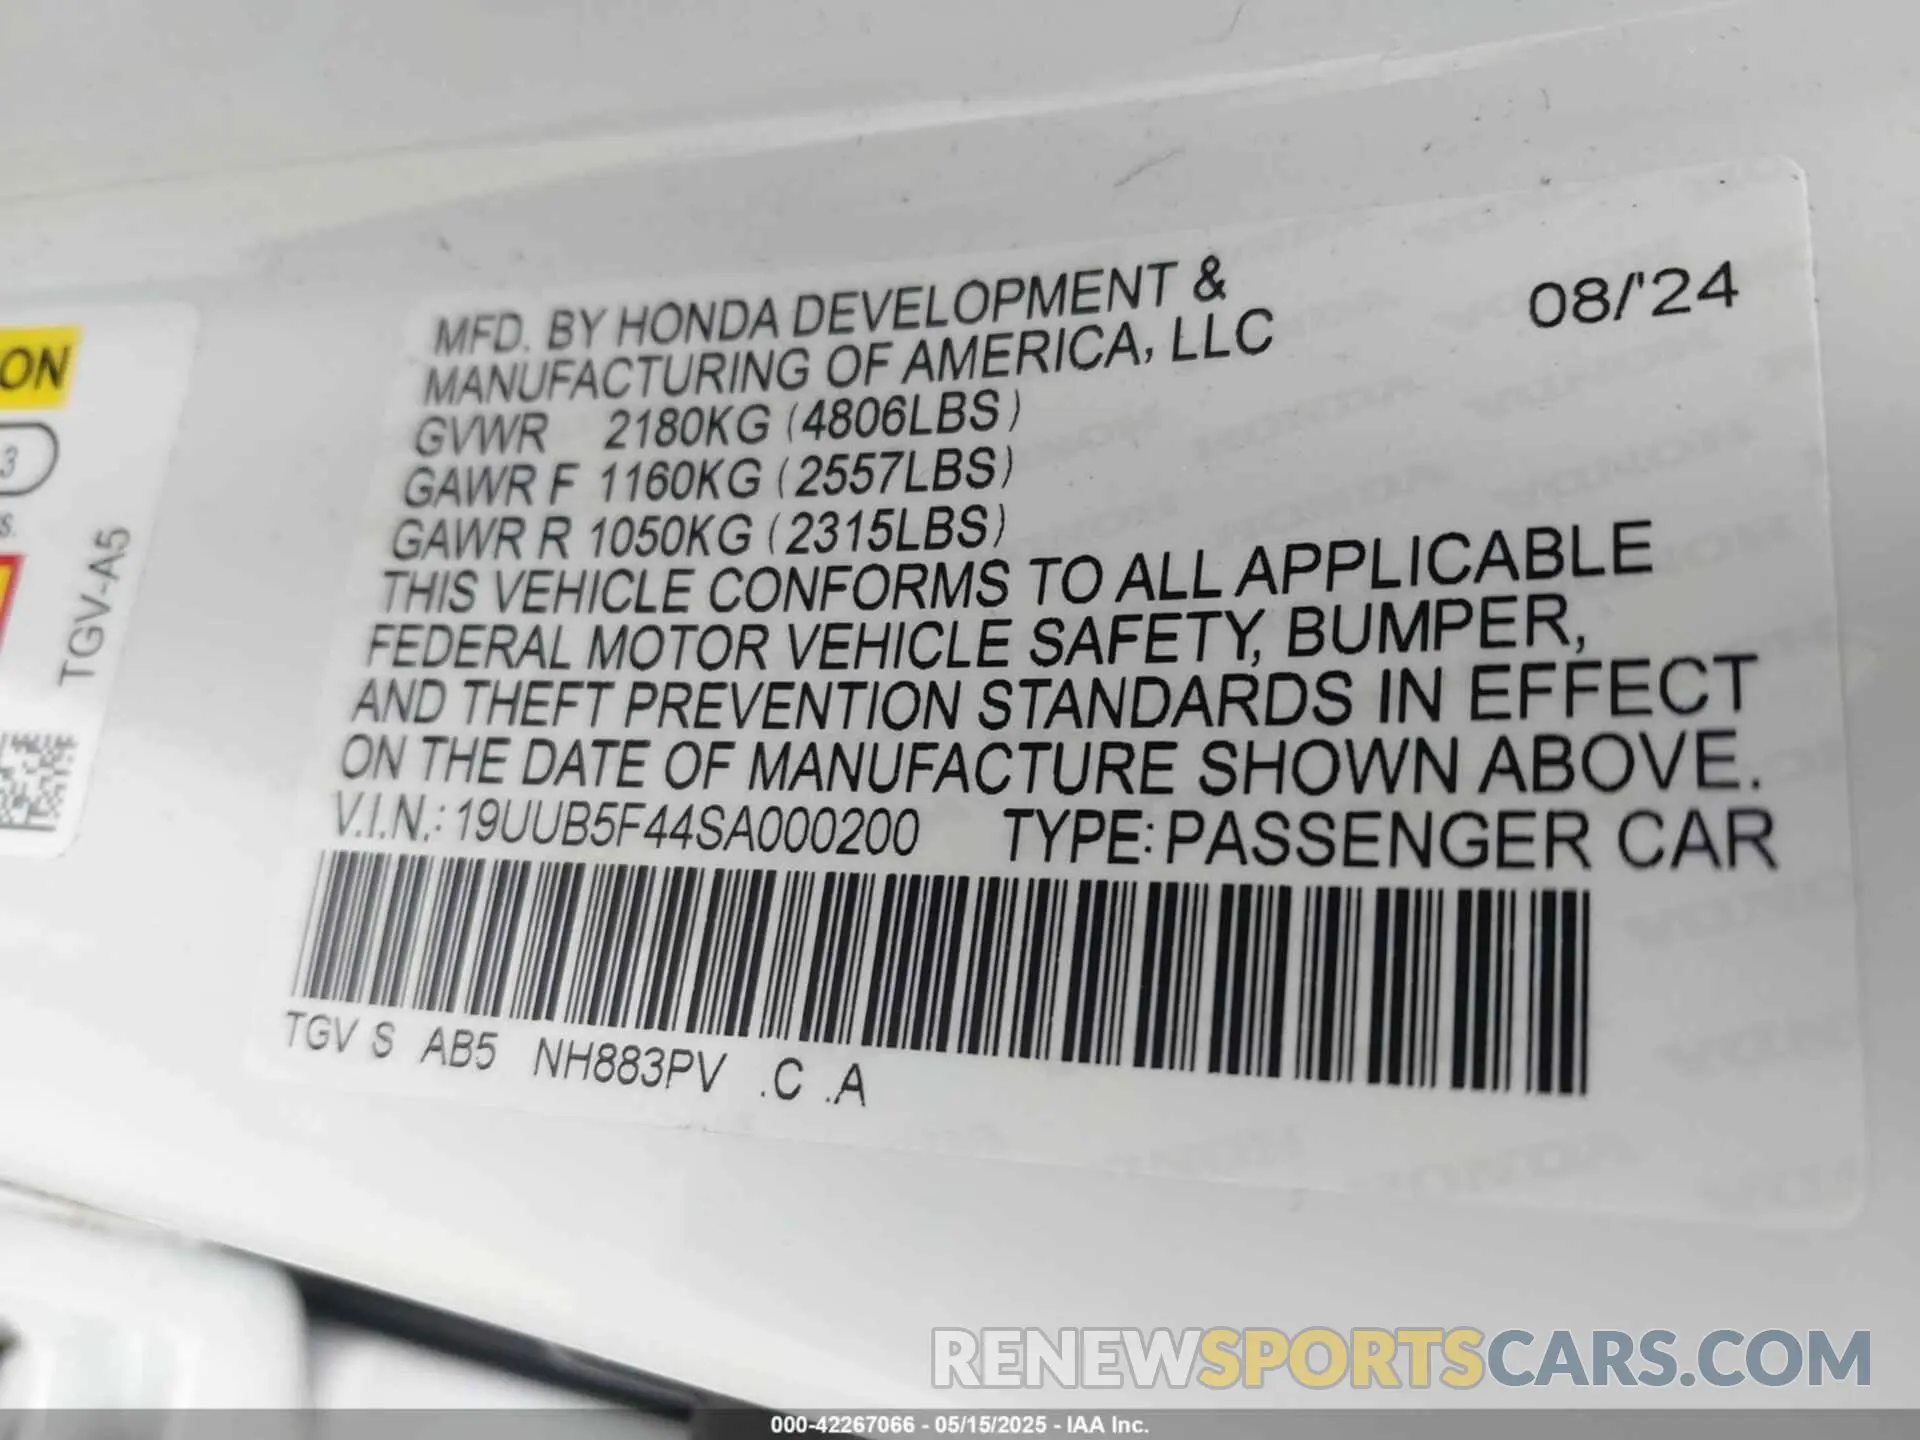 MFD. BY HONDA DEVELOPMENT &
MANUFACTURING OF AMERICA, LLC
08/'24
GVWR 2180KG (4806LBS)
GAWR F 1160KG (2557LBS)
GAWR R 1050KG (2315LBS)
THIS VEHICLE CONFORMS TO ALL APPLICABLE
FEDERAL MOTOR VEHICLE SAFETY, BUMPER,
AND THEFT PREVENTION STANDARDS IN EFFECT
ON THE DATE OF MANUFACTURE SHOWN ABOVE.
V.I.N.: 19UUB5F44SA000200 TYPE: PASSENGER CAR
TGV S AB5 NH883PV .C .A
ON
3
S.
TGV-A5
RENEWSPORTSCARS.COM
000-42267066 - 05/15/2025 - IAA Inc.